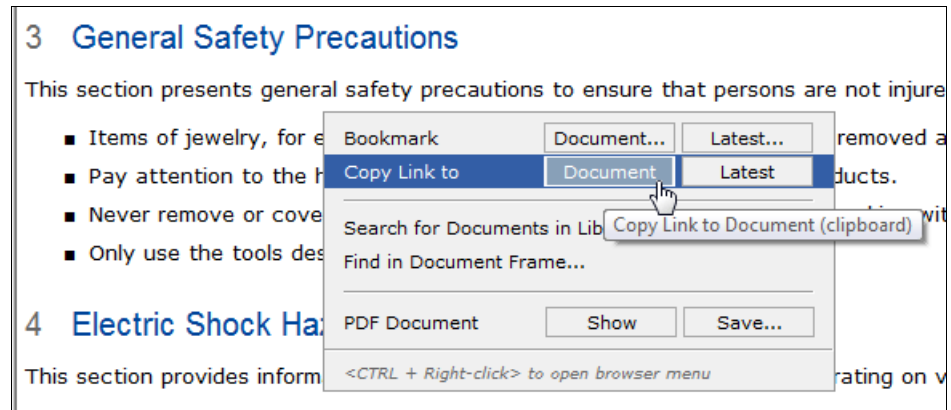 3 General Safety Precautions
This section presents general safety precautions to ensure that persons are not injure
■ Items of jewelry, for e
removed a
■ Pay attention to the h
ducts.
■ Never remove or cove
wit
■ Only use the tools des
4 Electric Shock Ha
This section provides inform
rating on v
Bookmark Document... Latest...
Copy Link to Document Latest
Search for Documents in Lib
Copy Link to Document (clipboard)
Find in Document Frame...
PDF Document Show Save...
<CTRL + Right-click> to open browser menu